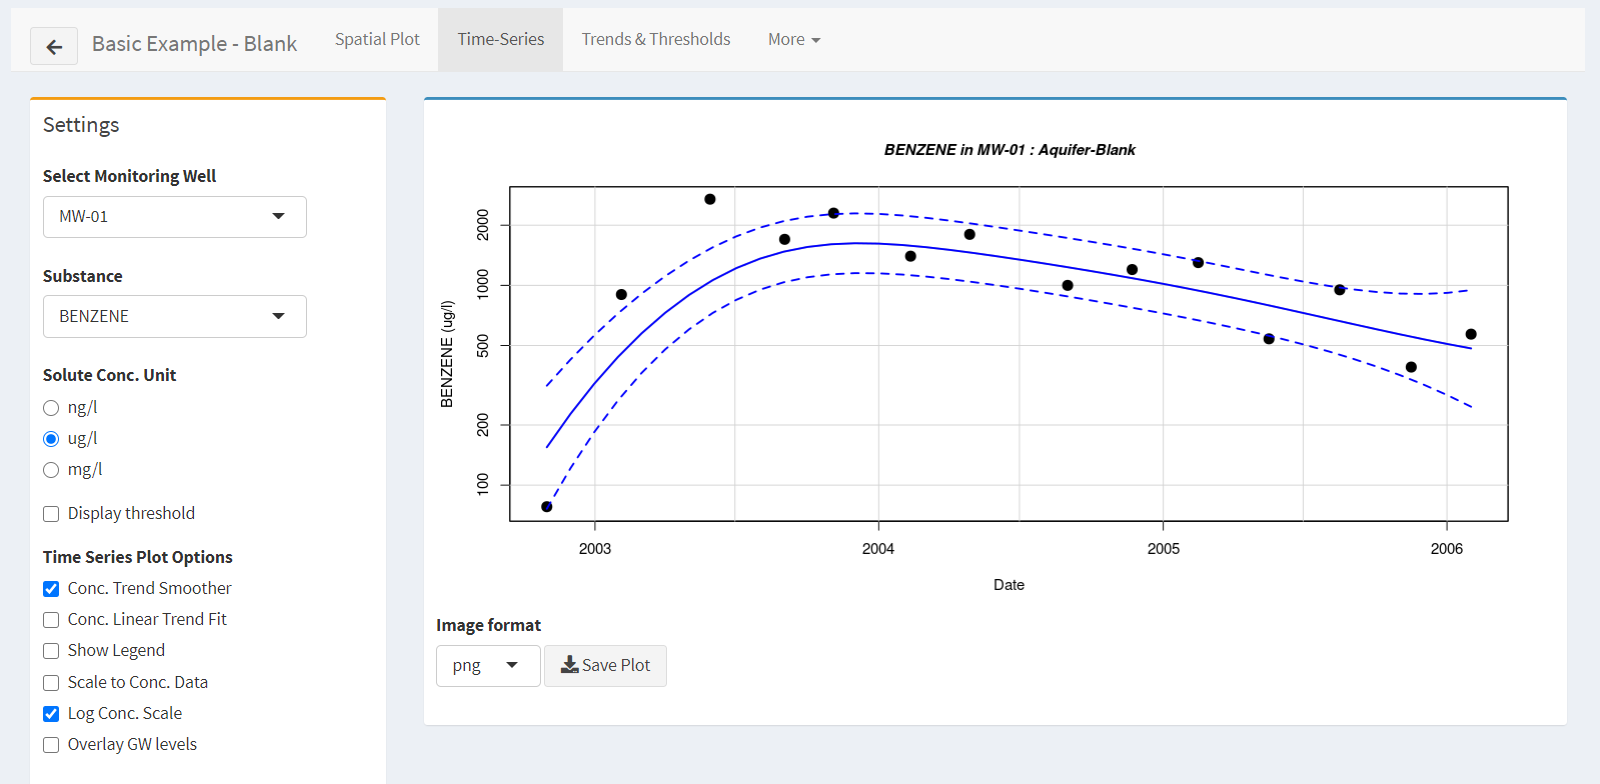 Basic Example - Blank
Spatial Plot
Time-Series
Trends & Thresholds
More
Settings
Select Monitoring Well
MW-01
Substance
BENZENE
Solute Conc. Unit
ng/l
ug/l
mg/l
Display threshold
Time Series Plot Options
Conc. Trend Smoother
Conc. Linear Trend Fit
Show Legend
Scale to Conc. Data
Log Conc. Scale
Overlay GW levels
BENZENE in MW-01 : Aquifer-Blank
BENZENE (ug/l)
2000
1000
500
200
100
2003
2004
2005
2006
Date
Image format
png
Save Plot